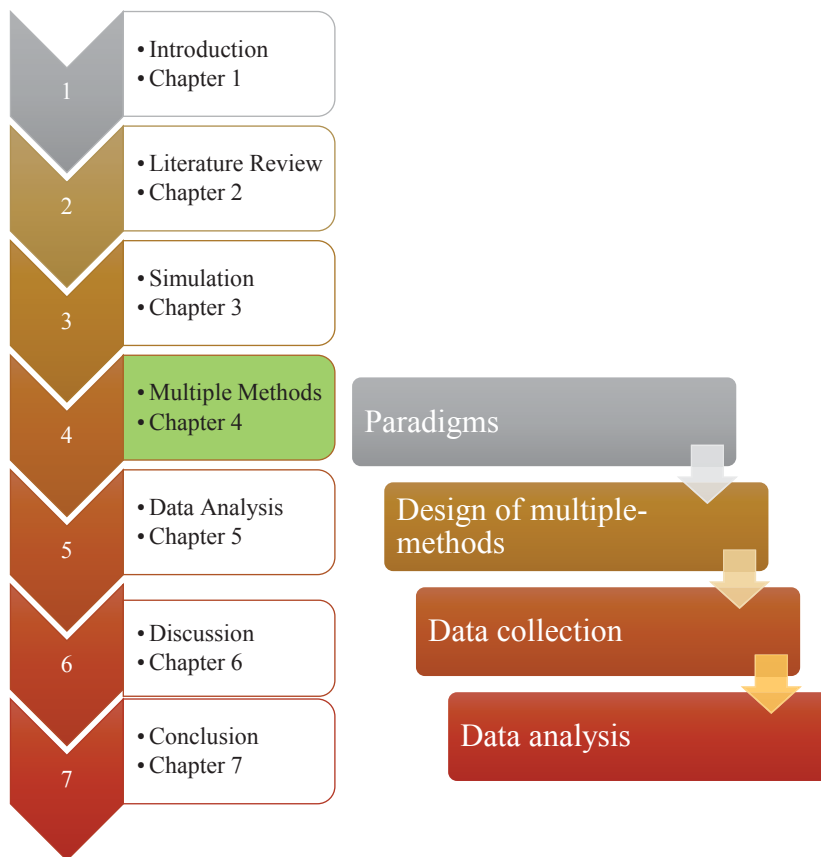 1
• Introduction
• Chapter 1
2
• Literature Review
• Chapter 2
3
• Simulation
• Chapter 3
4
• Multiple Methods
• Chapter 4
5
• Data Analysis
• Chapter 5
6
• Discussion
• Chapter 6
7
• Conclusion
• Chapter 7
Paradigms
Design of multiple-
methods
Data collection
Data analysis